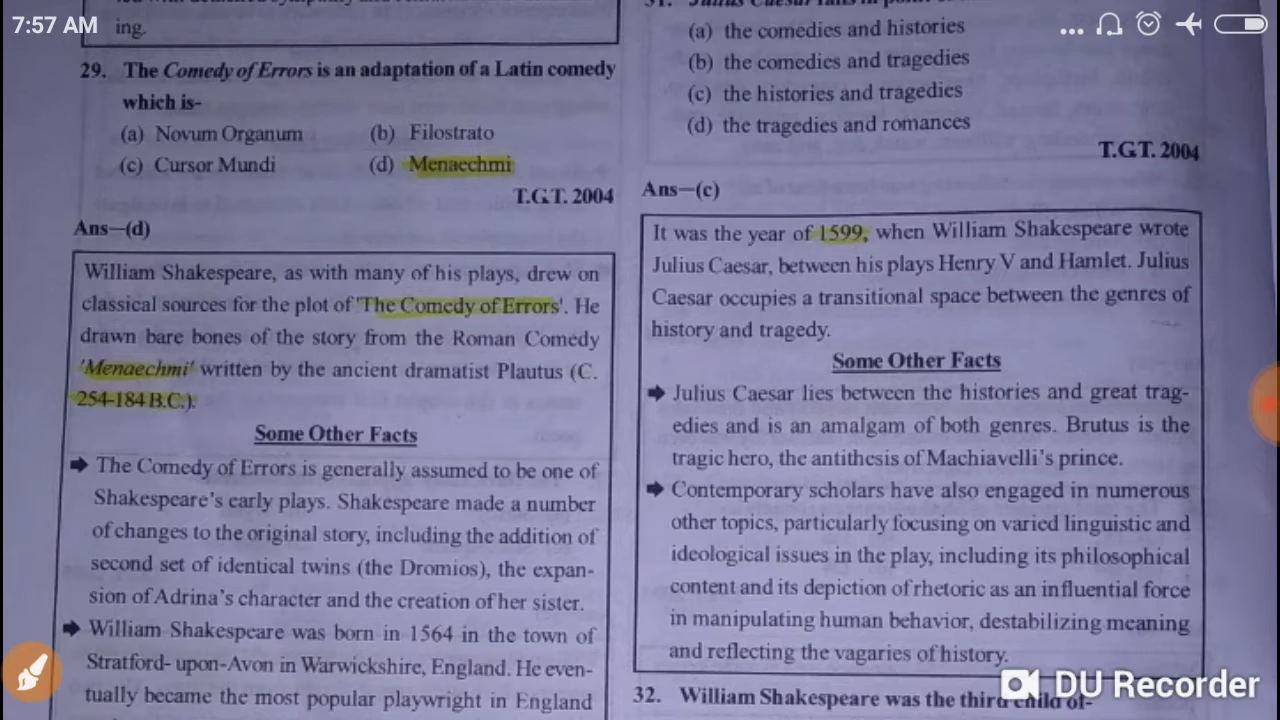 7:57 AM
ing.
29. The Comedy of Errors is an adaptation of a Latin comedy
which is-
(a) Novum Organum (b) Filostrato
(c) Cursor Mundi (d) Menaechmi
T.G.T. 2004
Ans–(d)
William Shakespeare, as with many of his plays, drew on
classical sources for the plot of 'The Comedy of Errors'. He
drawn bare bones of the story from the Roman Comedy
'Menaechmi' written by the ancient dramatist Plautus (C.
254-184 B.C.).
Some Other Facts
➡ The Comedy of Errors is generally assumed to be one of
Shakespeare's early plays. Shakespeare made a number
of changes to the original story, including the addition of
second set of identical twins (the Dromios), the expan-
sion of Adrina's character and the creation of her sister.
➡ William Shakespeare was born in 1564 in the town of
Stratford- upon-Avon in Warwickshire, England. He even-
tually became the most popular playwright in England
31. Julius Caesar
(a) the comedies and histories
(b) the comedies and tragedies
(c) the histories and tragedies
(d) the tragedies and romances
T.G.T. 2004
Ans–(c)
It was the year of 1599, when William Shakespeare wrote
Julius Caesar, between his plays Henry V and Hamlet. Julius
Caesar occupies a transitional space between the genres of
history and tragedy.
Some Other Facts
➡ Julius Caesar lies between the histories and great trag-
edies and is an amalgam of both genres. Brutus is the
tragic hero, the antithesis of Machiavelli's prince.
➡ Contemporary scholars have also engaged in numerous
other topics, particularly focusing on varied linguistic and
ideological issues in the play, including its philosophical
content and its depiction of rhetoric as an influential force
in manipulating human behavior, destabilizing meaning
and reflecting the vagaries of history.
32. William Shakespeare was the third child of-
DU Recorder